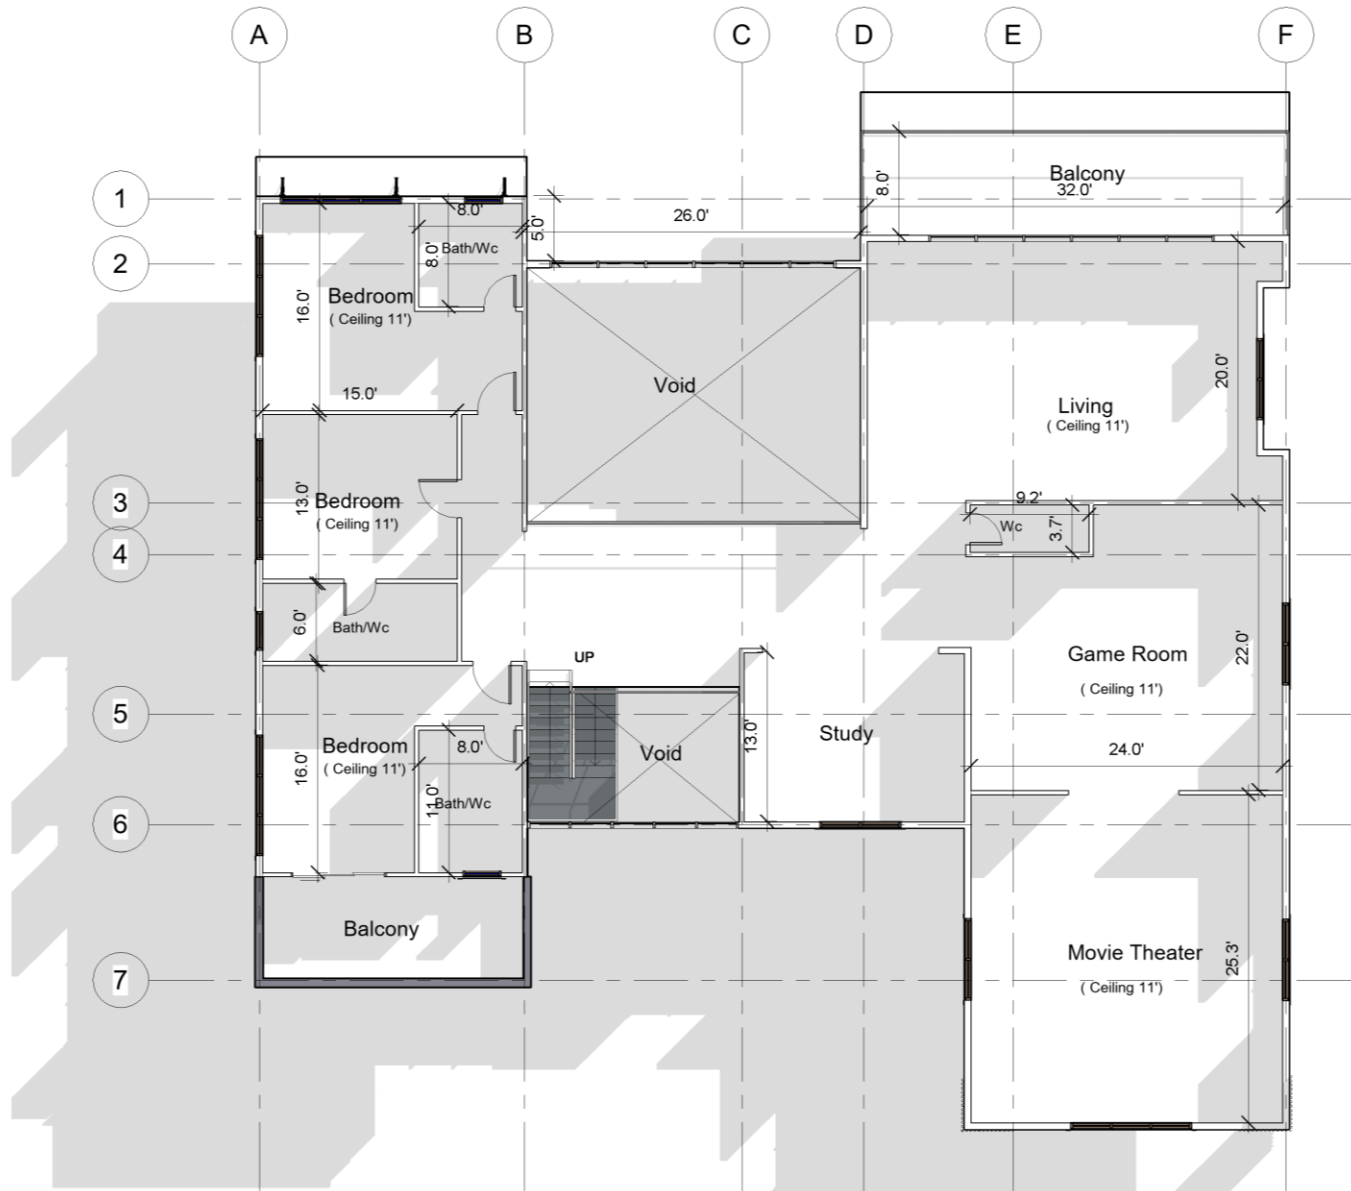 A B C D E F
Balcony
32.0'
8.0'
1
8.0'
5.0'
26.0'
Bath/Wc
8.0'
2
Bedroom
( Ceiling 11')
16.0'
15.0'
Void
20.0'
Living
( Ceiling 11')
3
Bedroom
( Ceiling 11')
13.0'
9.2'
Wc
3.7'
4
6.0'
Bath/Wc
UP
Game Room
( Ceiling 11')
22.0'
5
Bedroom
( Ceiling 11')
16.0'
8.0'
Void
13.0'
Study
24.0'
11.0'
Bath/Wc
6
Balcony
Movie Theater
( Ceiling 11')
25.3'
7